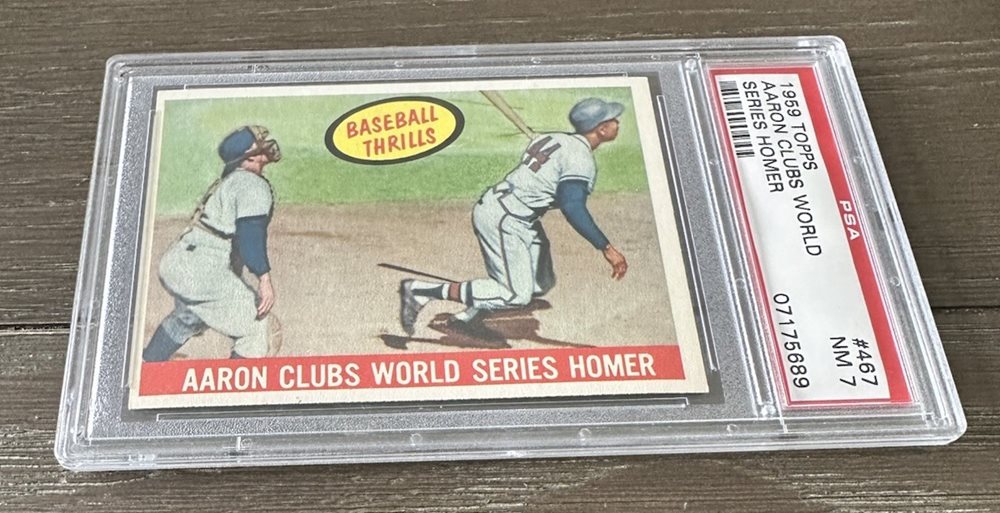 BASEBALL
THRILLS
44
AARON CLUBS WORLD SERIES HOMER
1959 TOPPS
AARON CLUBS WORLD
SERIES HOMER
PSA
#467
NM 7
07175689